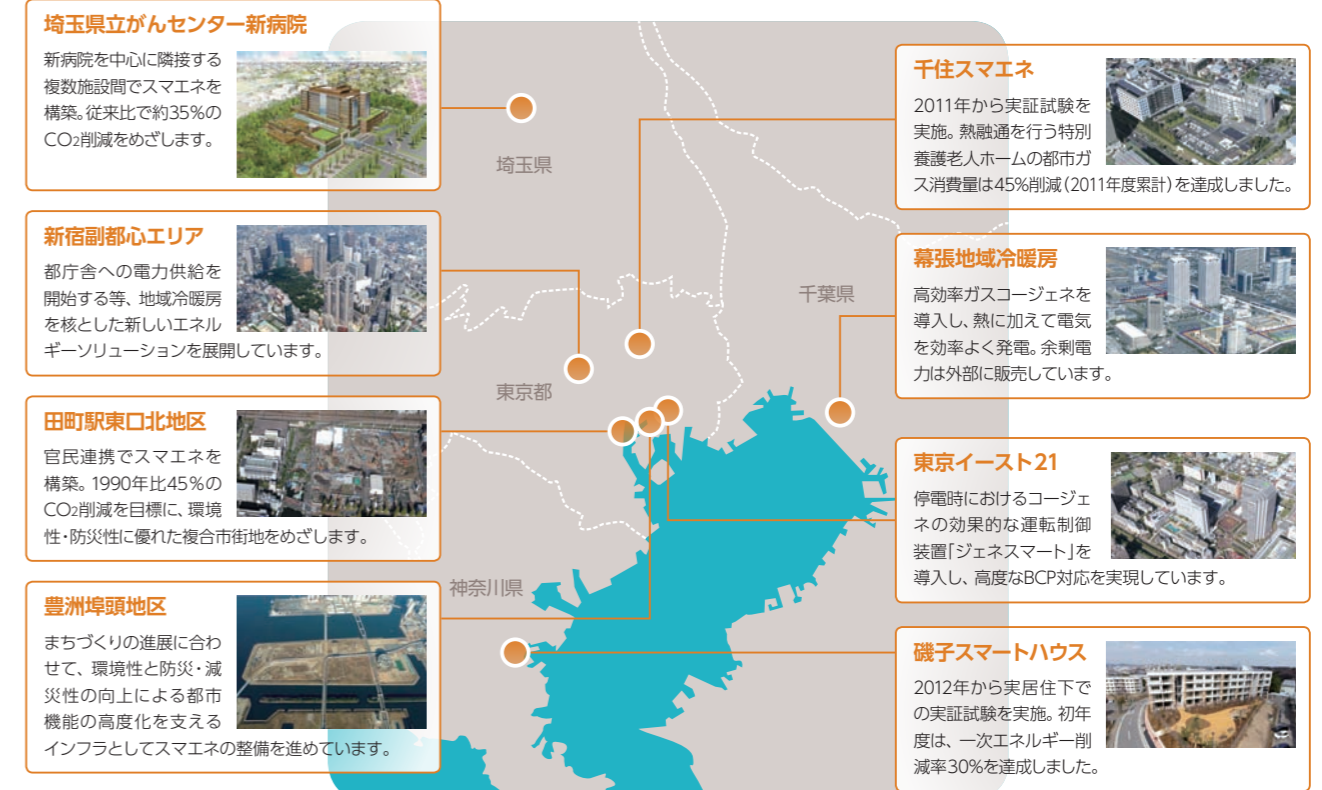 埼玉県立がんセンター新病院
新病院を中心に隣接する
複数施設間でスマエネを
構築。従来比で約35%の
CO2削減をめざします。
新宿副都心エリア
都庁舎への電力供給を
開始する等、地域冷暖房
を核とした新しいエネル
ギーソリューションを展開しています。
田町駅東口北地区
官民連携でスマエネを
構築。1990年比45%の
CO2削減を目標に、環境
性・防災性に優れた複合市街地をめざします。
豊洲埠頭地区
まちづくりの進展に合わ
せて、環境性と防災・減
災性の向上による都市
機能の高度化を支える
インフラとしてスマエネの整備を進めています。
埼玉県
千葉県
東京都
神奈川県
千住スマエネ
2011年から実証試験を
実施。熱融通を行う特別
養護老人ホームの都市ガ
ス消費量は45%削減(2011年度累計)を達成しました。
幕張地域冷暖房
高効率ガスコージェネを
導入し、熱に加えて電気
を効率よく発電。余剰電
力は外部に販売しています。
東京イースト21
停電時におけるコージェ
ネの効果的な運転制御
装置「ジェネスマート」を
導入し、高度なBCP対応を実現しています。
磯子スマートハウス
2012年から実居住下で
の実証試験を実施。初年
度は、一次エネルギー削
減率30%を達成しました。